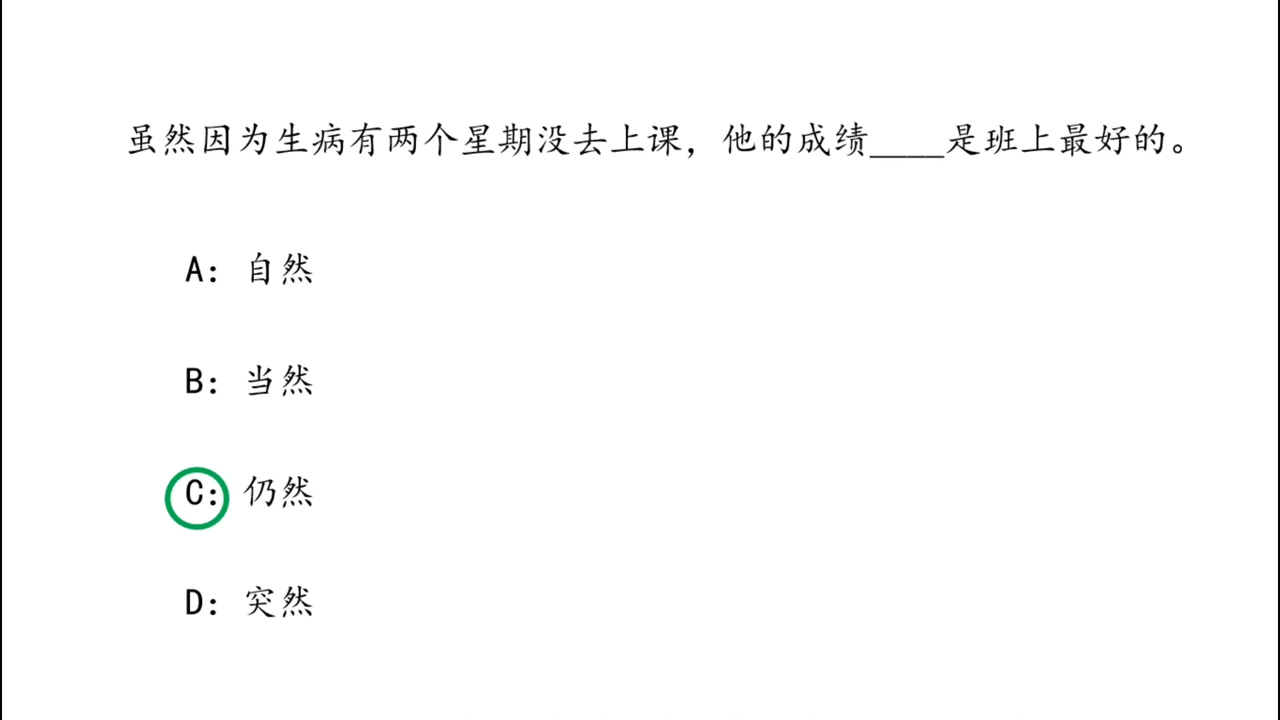 虽然因为生病有两个星期没去上课，他的成绩____是班上最好的。
A: 自然
B: 当然
C: 仍然
D: 突然